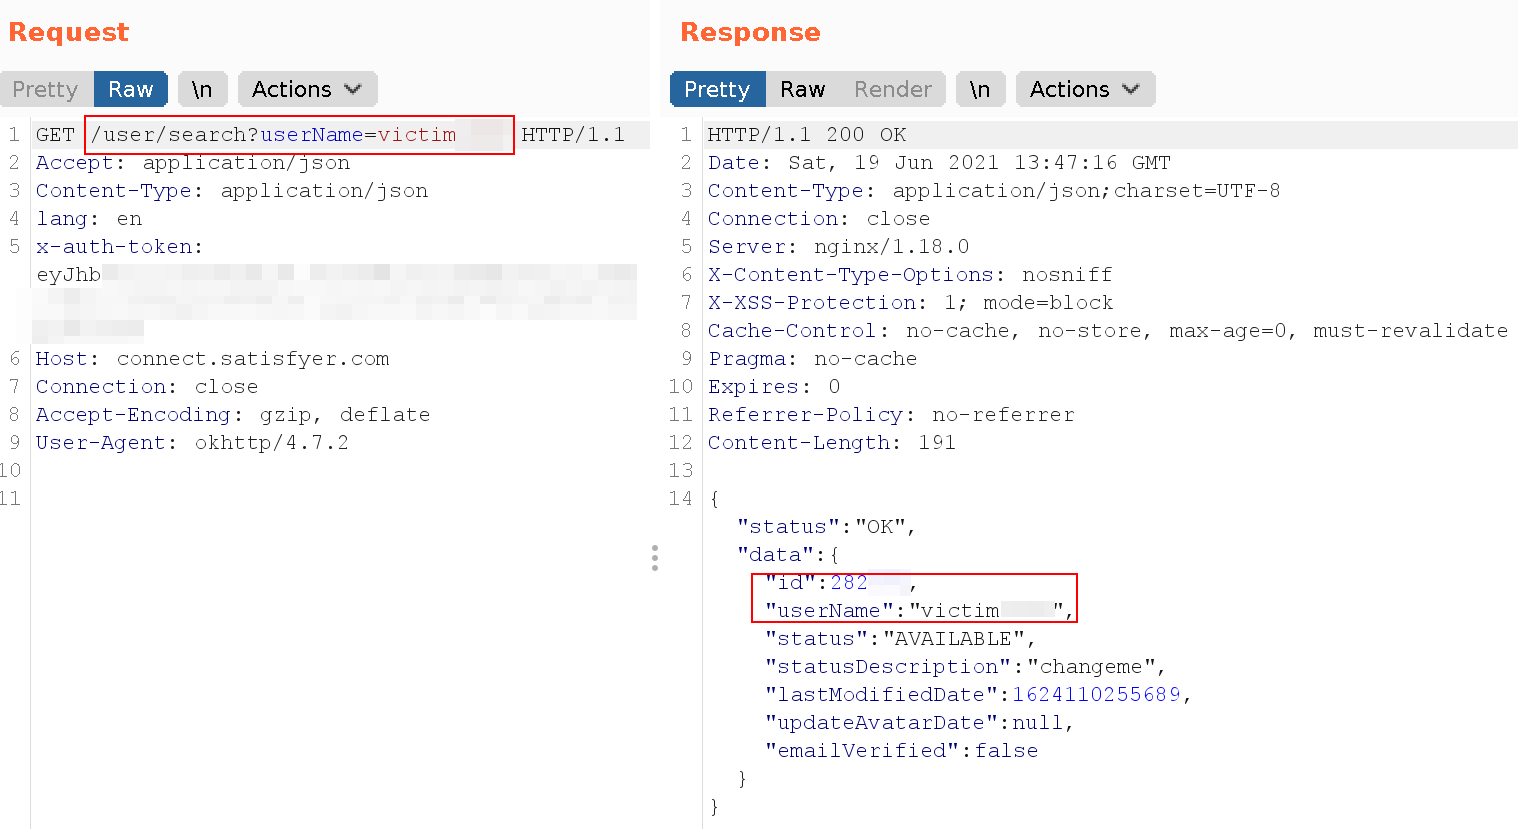 Request
Pretty Raw \n Actions
1 GET /user/search?userName=victim HTTP/1.1
2 Accept: application/json
3 Content-Type: application/json
4 lang: en
5 x-auth-token:
eyJhb
6 Host: connect.satisfyer.com
7 Connection: close
8 Accept-Encoding: gzip, deflate
9 User-Agent: okhttp/4.7.2
10
11
Response
Pretty Raw Render \n Actions
1 HTTP/1.1 200 OK
2 Date: Sat, 19 Jun 2021 13:47:16 GMT
3 Content-Type: application/json;charset=UTF-8
4 Connection: close
5 Server: nginx/1.18.0
6 X-Content-Type-Options: nosniff
7 X-XSS-Protection: 1; mode=block
8 Cache-Control: no-cache, no-store, max-age=0, must-revalidate
9 Pragma: no-cache
10 Expires: 0
11 Referrer-Policy: no-referrer
12 Content-Length: 191
13
14 {
"status":"OK",
"data":{
"id":282 ,
"userName":"victim ",
"status":"AVAILABLE",
"statusDescription":"changeme",
"lastModifiedDate":1624110255689,
"updateAvatarDate":null,
"emailVerified":false
}
}